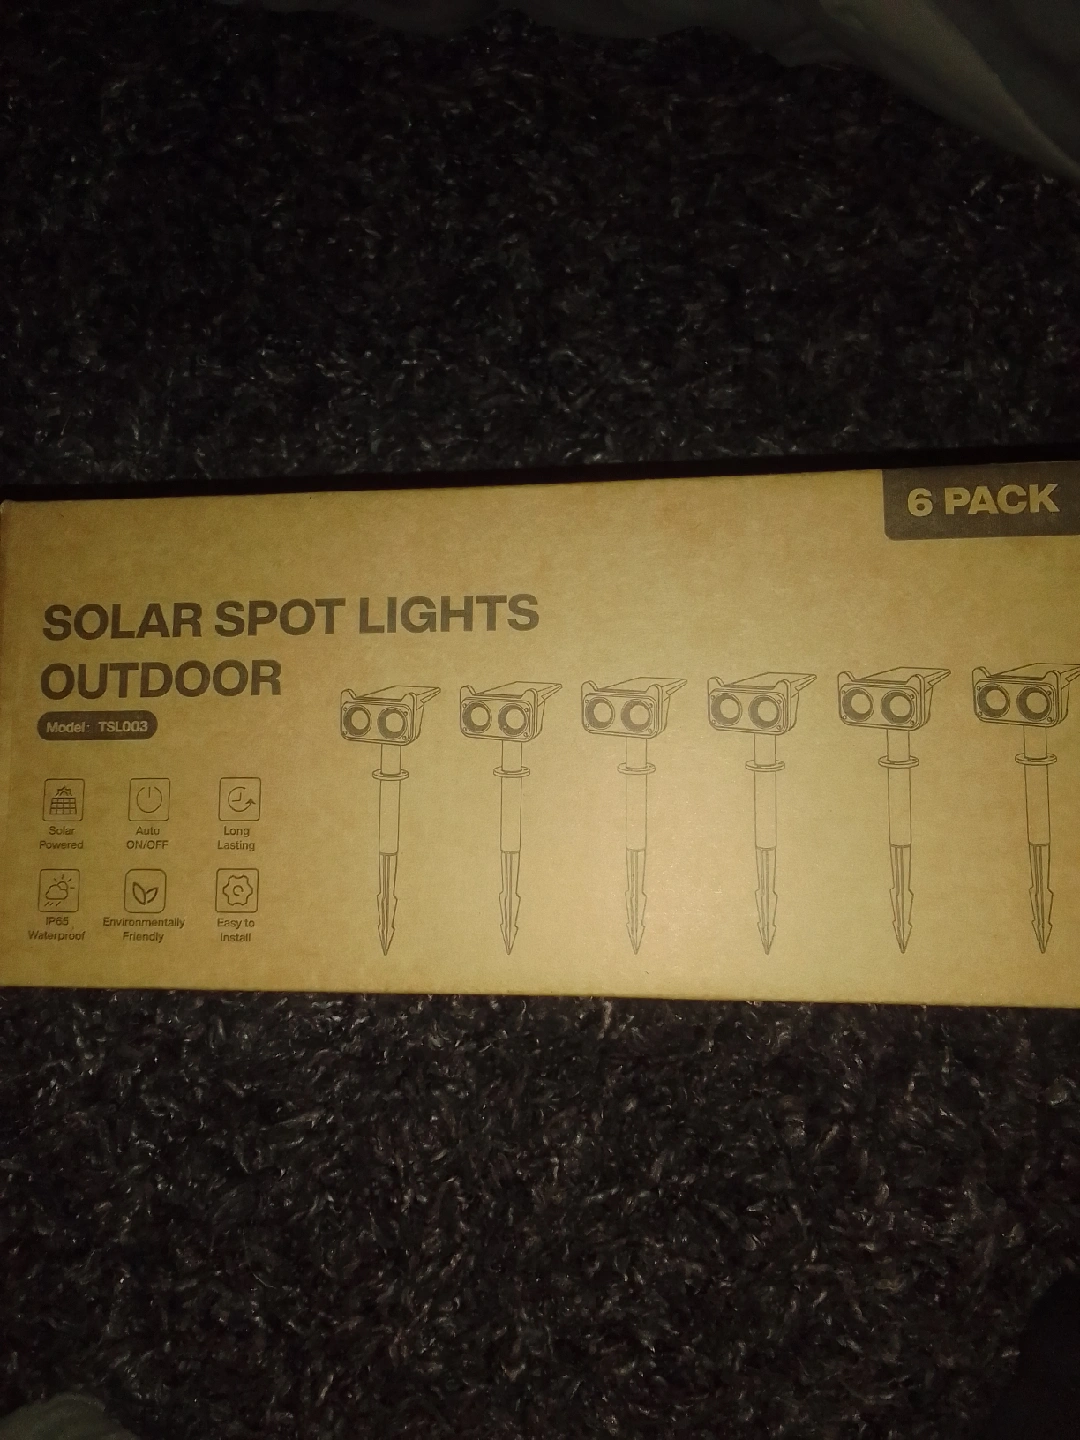 6 PACK
SOLAR SPOT LIGHTS
OUTDOOR
Model: TSL003
Solar
Powered
Auto
ON/OFF
Long
Lasting
IP65
Waterproof
Environmentally
Friendly
Easy to
Install